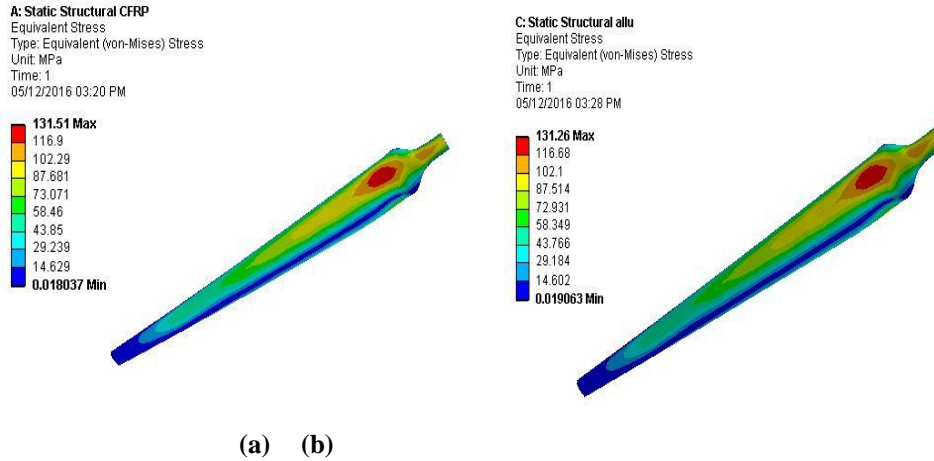 A: Static Structural CFRP
Equivalent Stress
Type: Equivalent (von-Mises) Stress
Unit: MPa
Time: 1
05/12/2016 03:20 PM
131.51 Max
116.9
102.29
87.681
73.071
58.46
43.85
29.239
14.629
0.018037 Min
C: Static Structural allu
Equivalent Stress
Type: Equivalent (von-Mises) Stress
Unit: MPa
Time: 1
05/12/2016 03:28 PM
131.26 Max
116.68
102.1
87.514
72.931
58.349
43.766
29.184
14.602
0.019063 Min
(a) (b)